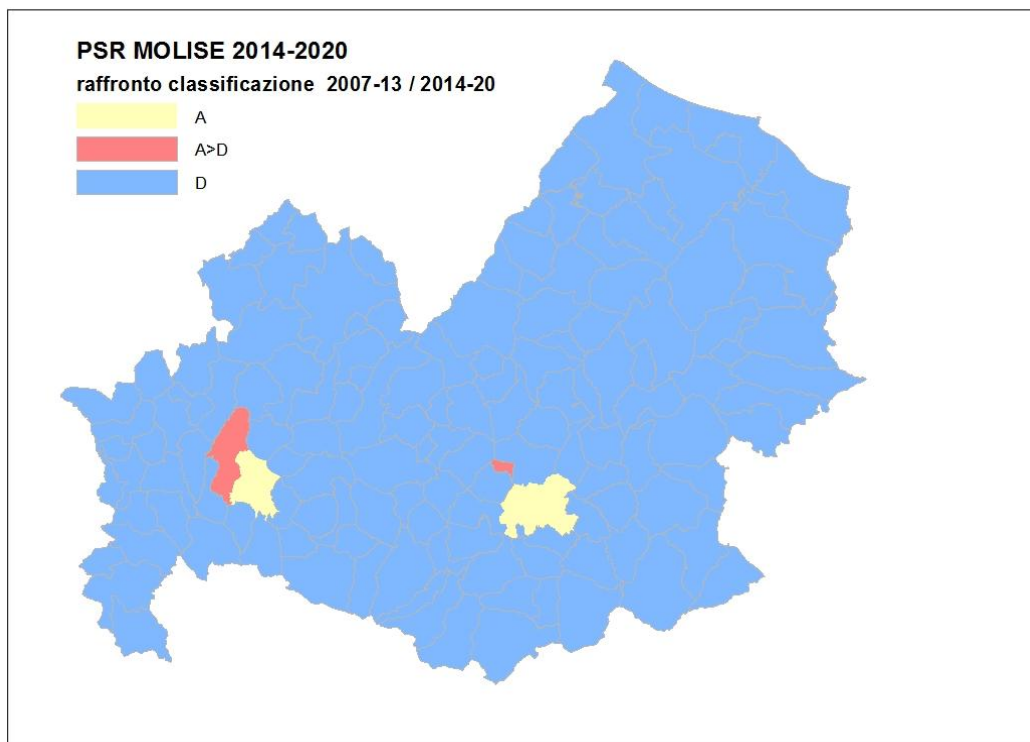 PSR MOLISE 2014-2020
raffronto classificazione 2007-13 / 2014-20
A
A>D
D